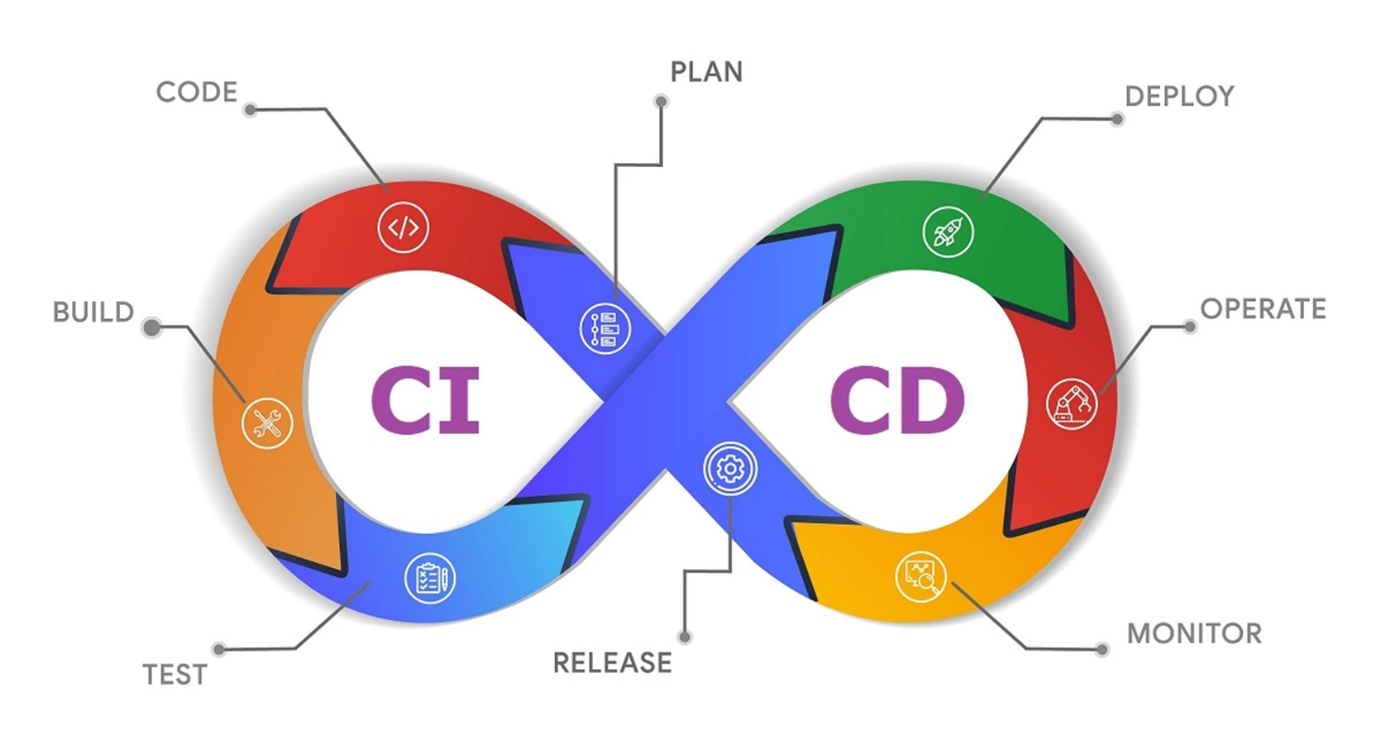 PLAN
CODE
DEPLOY
BUILD
OPERATE
CI
CD
TEST
RELEASE
MONITOR